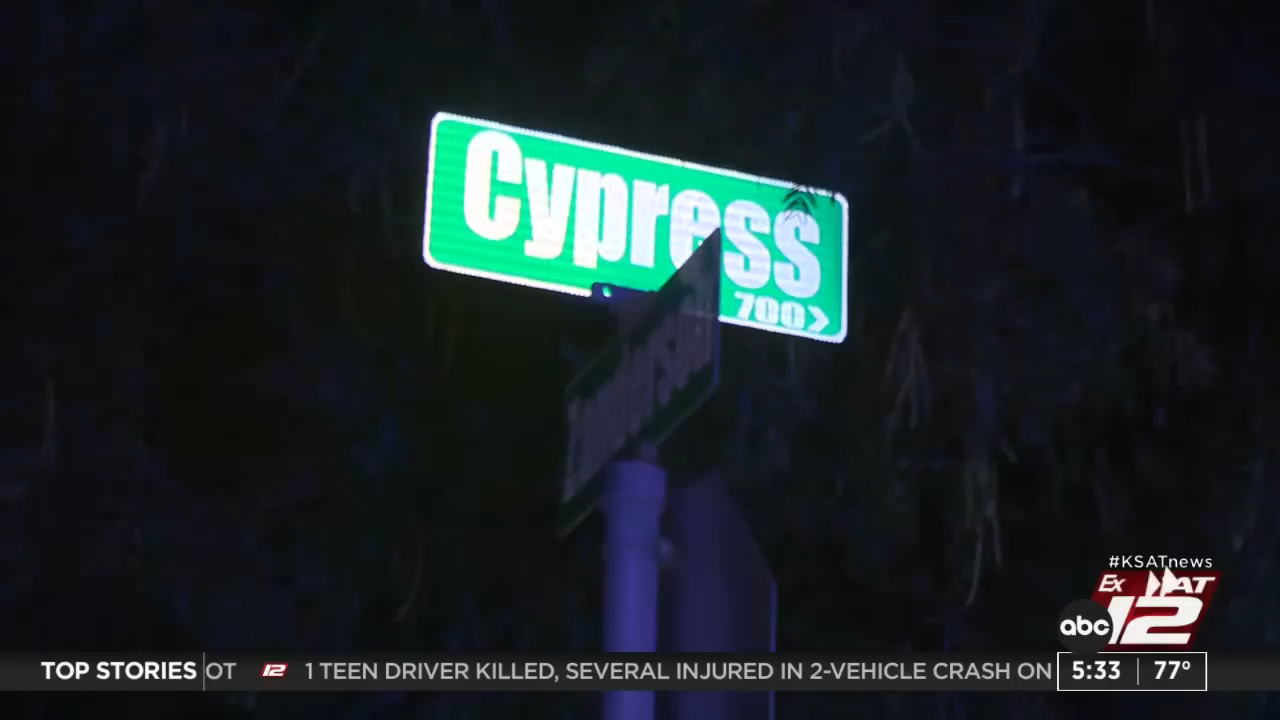 Cypress
700>
#KSATnews
abc
12
TOP STORIES
OT 12 1 TEEN DRIVER KILLED, SEVERAL INJURED IN 2-VEHICLE CRASH ON
5:33
77°